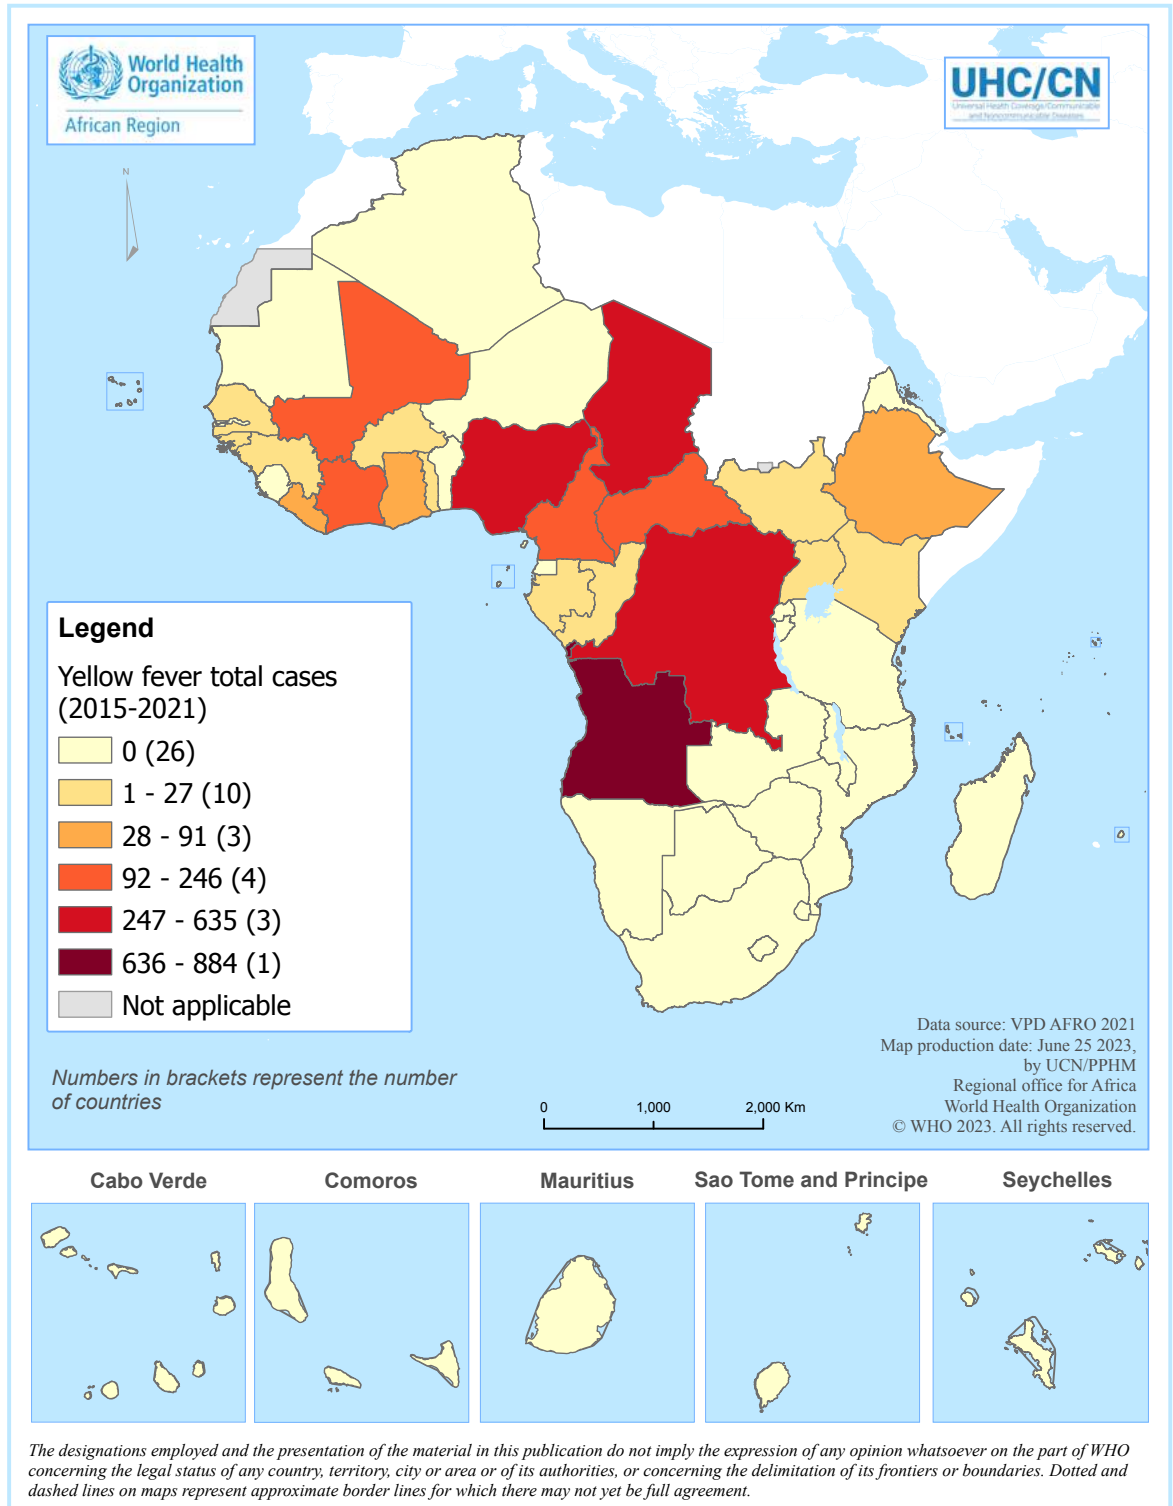 World Health
Organization
African Region
UHC/CN
Universal Health Coverage/Communicable
and Noncommunicable Diseases
N
Legend
Yellow fever total cases
(2015-2021)
0 (26)
1 - 27 (10)
28 - 91 (3)
92 - 246 (4)
247 - 635 (3)
636 - 884 (1)
Not applicable
Numbers in brackets represent the number
of countries
0 1,000 2,000 Km
Data source: VPD AFRO 2021
Map production date: June 25 2023,
by UCN/PPHM
Regional office for Africa
World Health Organization
© WHO 2023. All rights reserved.
Cabo Verde
Comoros
Mauritius
Sao Tome and Principe
Seychelles
The designations employed and the presentation of the material in this publication do not imply the expression of any opinion whatsoever on the part of WHO
concerning the legal status of any country, territory, city or area or of its authorities, or concerning the delimitation of its frontiers or boundaries. Dotted and
dashed lines on maps represent approximate border lines for which there may not yet be full agreement.